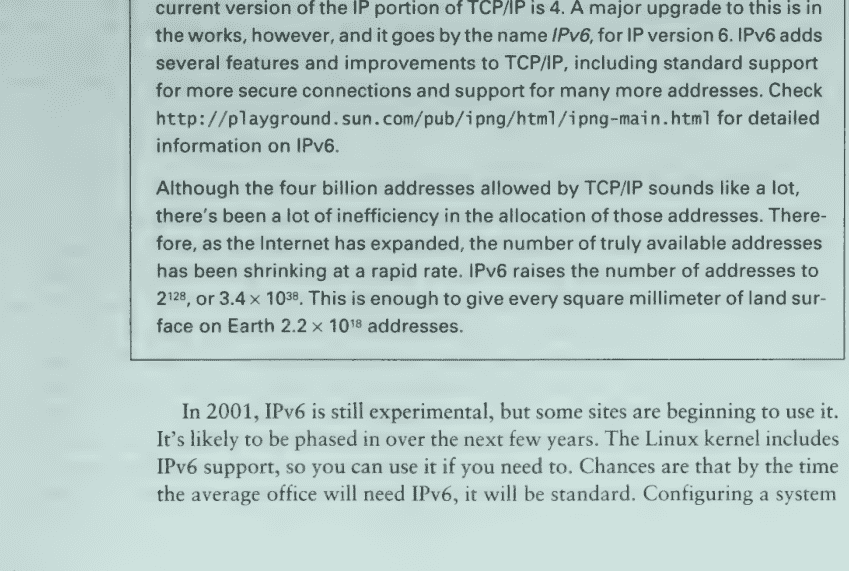 current version of the IP portion of TCP/IP is 4. A major upgrade to this is in
the works, however, and it goes by the name IPv6, for IP version 6. IPv6 adds
several features and improvements to TCP/IP, including standard support
for more secure connections and support for many more addresses. Check
http://playground.sun.com/pub/ipng/html/ipng-main.html for detailed
information on IPv6.
Although the four billion addresses allowed by TCP/IP sounds like a lot,
there's been a lot of inefficiency in the allocation of those addresses. There-
fore, as the Internet has expanded, the number of truly available addresses
has been shrinking at a rapid rate. IPv6 raises the number of addresses to
2¹²⁸, or 3.4 × 10³⁸. This is enough to give every square millimeter of land sur-
face on Earth 2.2 × 10¹⁸ addresses.
In 2001, IPv6 is still experimental, but some sites are beginning to use it.
It's likely to be phased in over the next few years. The Linux kernel includes
IPv6 support, so you can use it if you need to. Chances are that by the time
the average office will need IPv6, it will be standard. Configuring a system